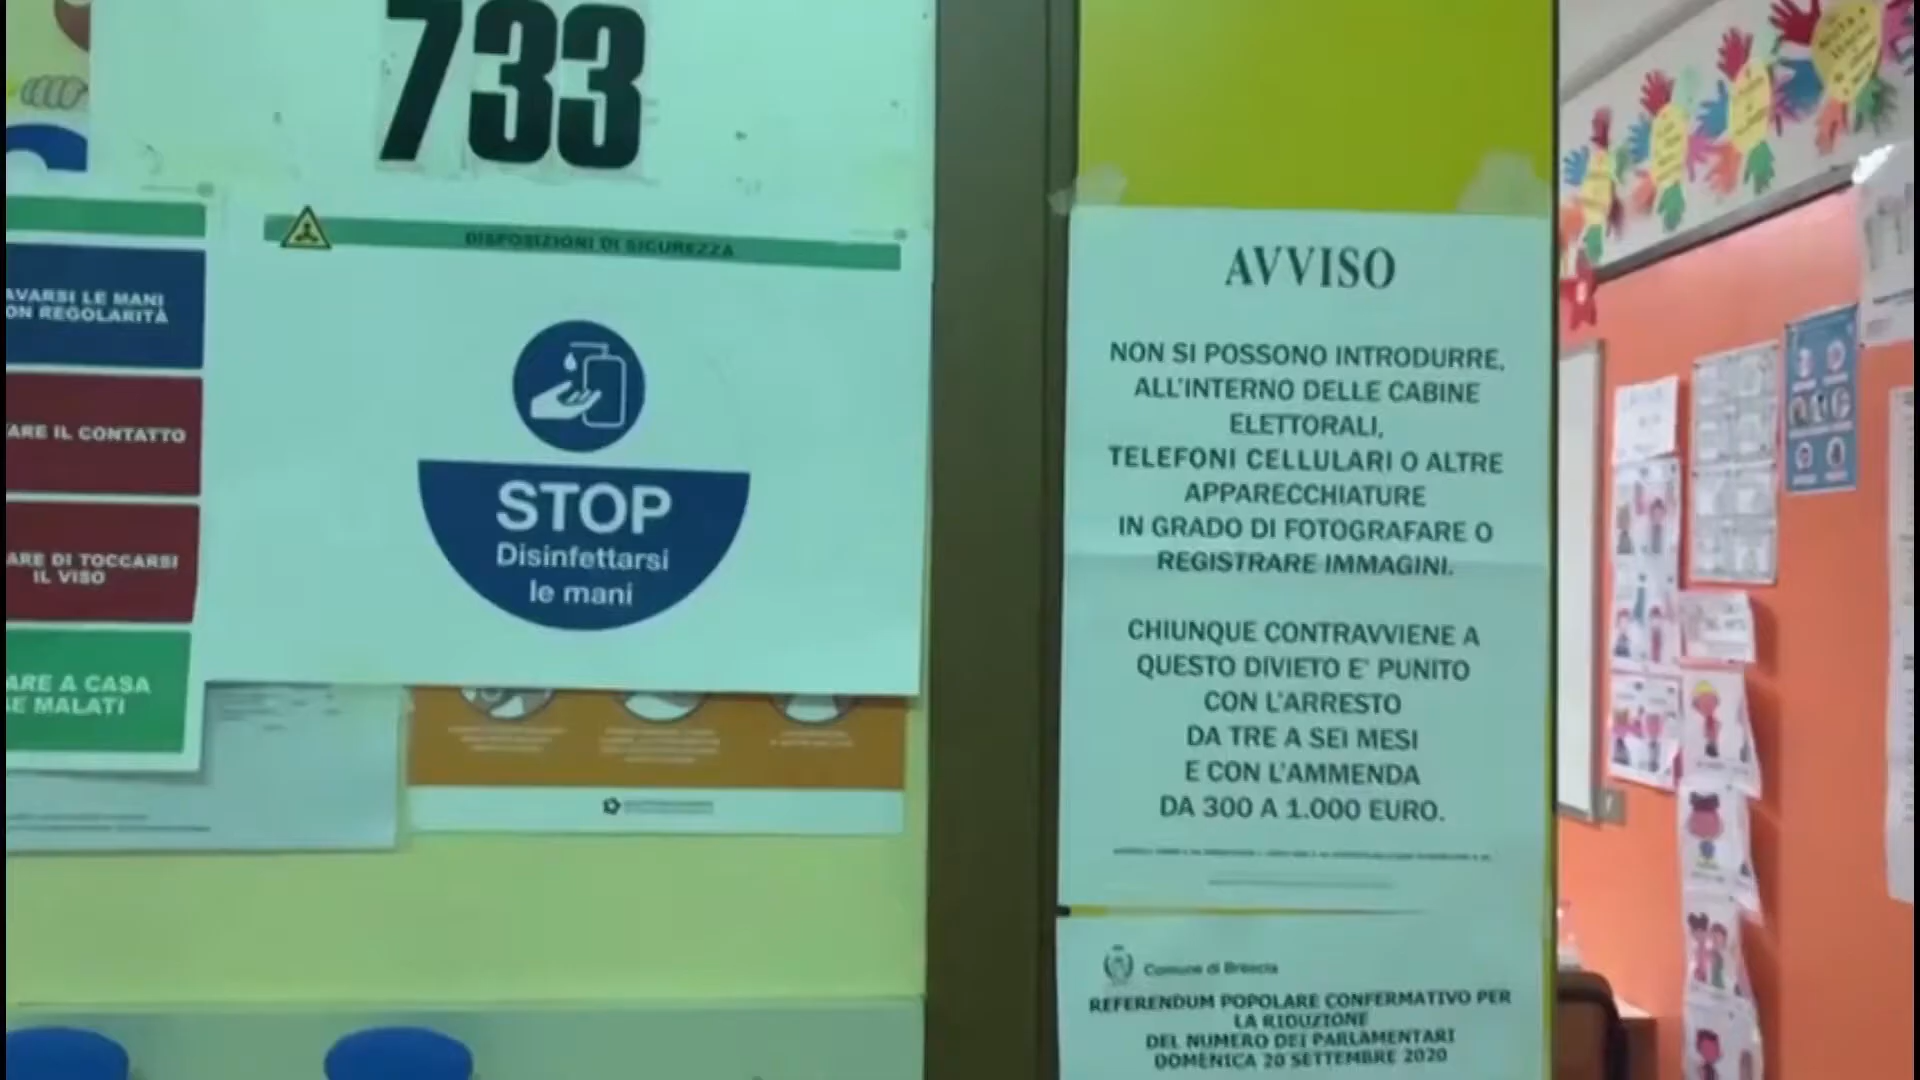 733
DISPOSIZIONI DI SICUREZZA
AVARSI LE MANI
ON REGOLARITÀ
ARE IL CONTATTO
ARE DI TOCCARSI
IL VISO
ARE A CASA
SE MALATI
STOP
Disinfettarsi
le mani
AVVISO
NON SI POSSONO INTRODURRE,
ALL'INTERNO DELLE CABINE
ELETTORALI,
TELEFONI CELLULARI O ALTRE
APPARECCHIATURE
IN GRADO DI FOTOGRAFARE O
REGISTRARE IMMAGINI.
CHIUNQUE CONTRAVVIENE A
QUESTO DIVIETO E' PUNITO
CON L'ARRESTO
DA TRE A SEI MESI
E CON L'AMMENDA
DA 300 A 1.000 EURO.
Comune di Brescia
REFERENDUM POPOLARE CONFERMATIVO PER
LA RIDUZIONE
DEL NUMERO DEI PARLAMENTARI
DOMENICA 20 SETTEMBRE 2020